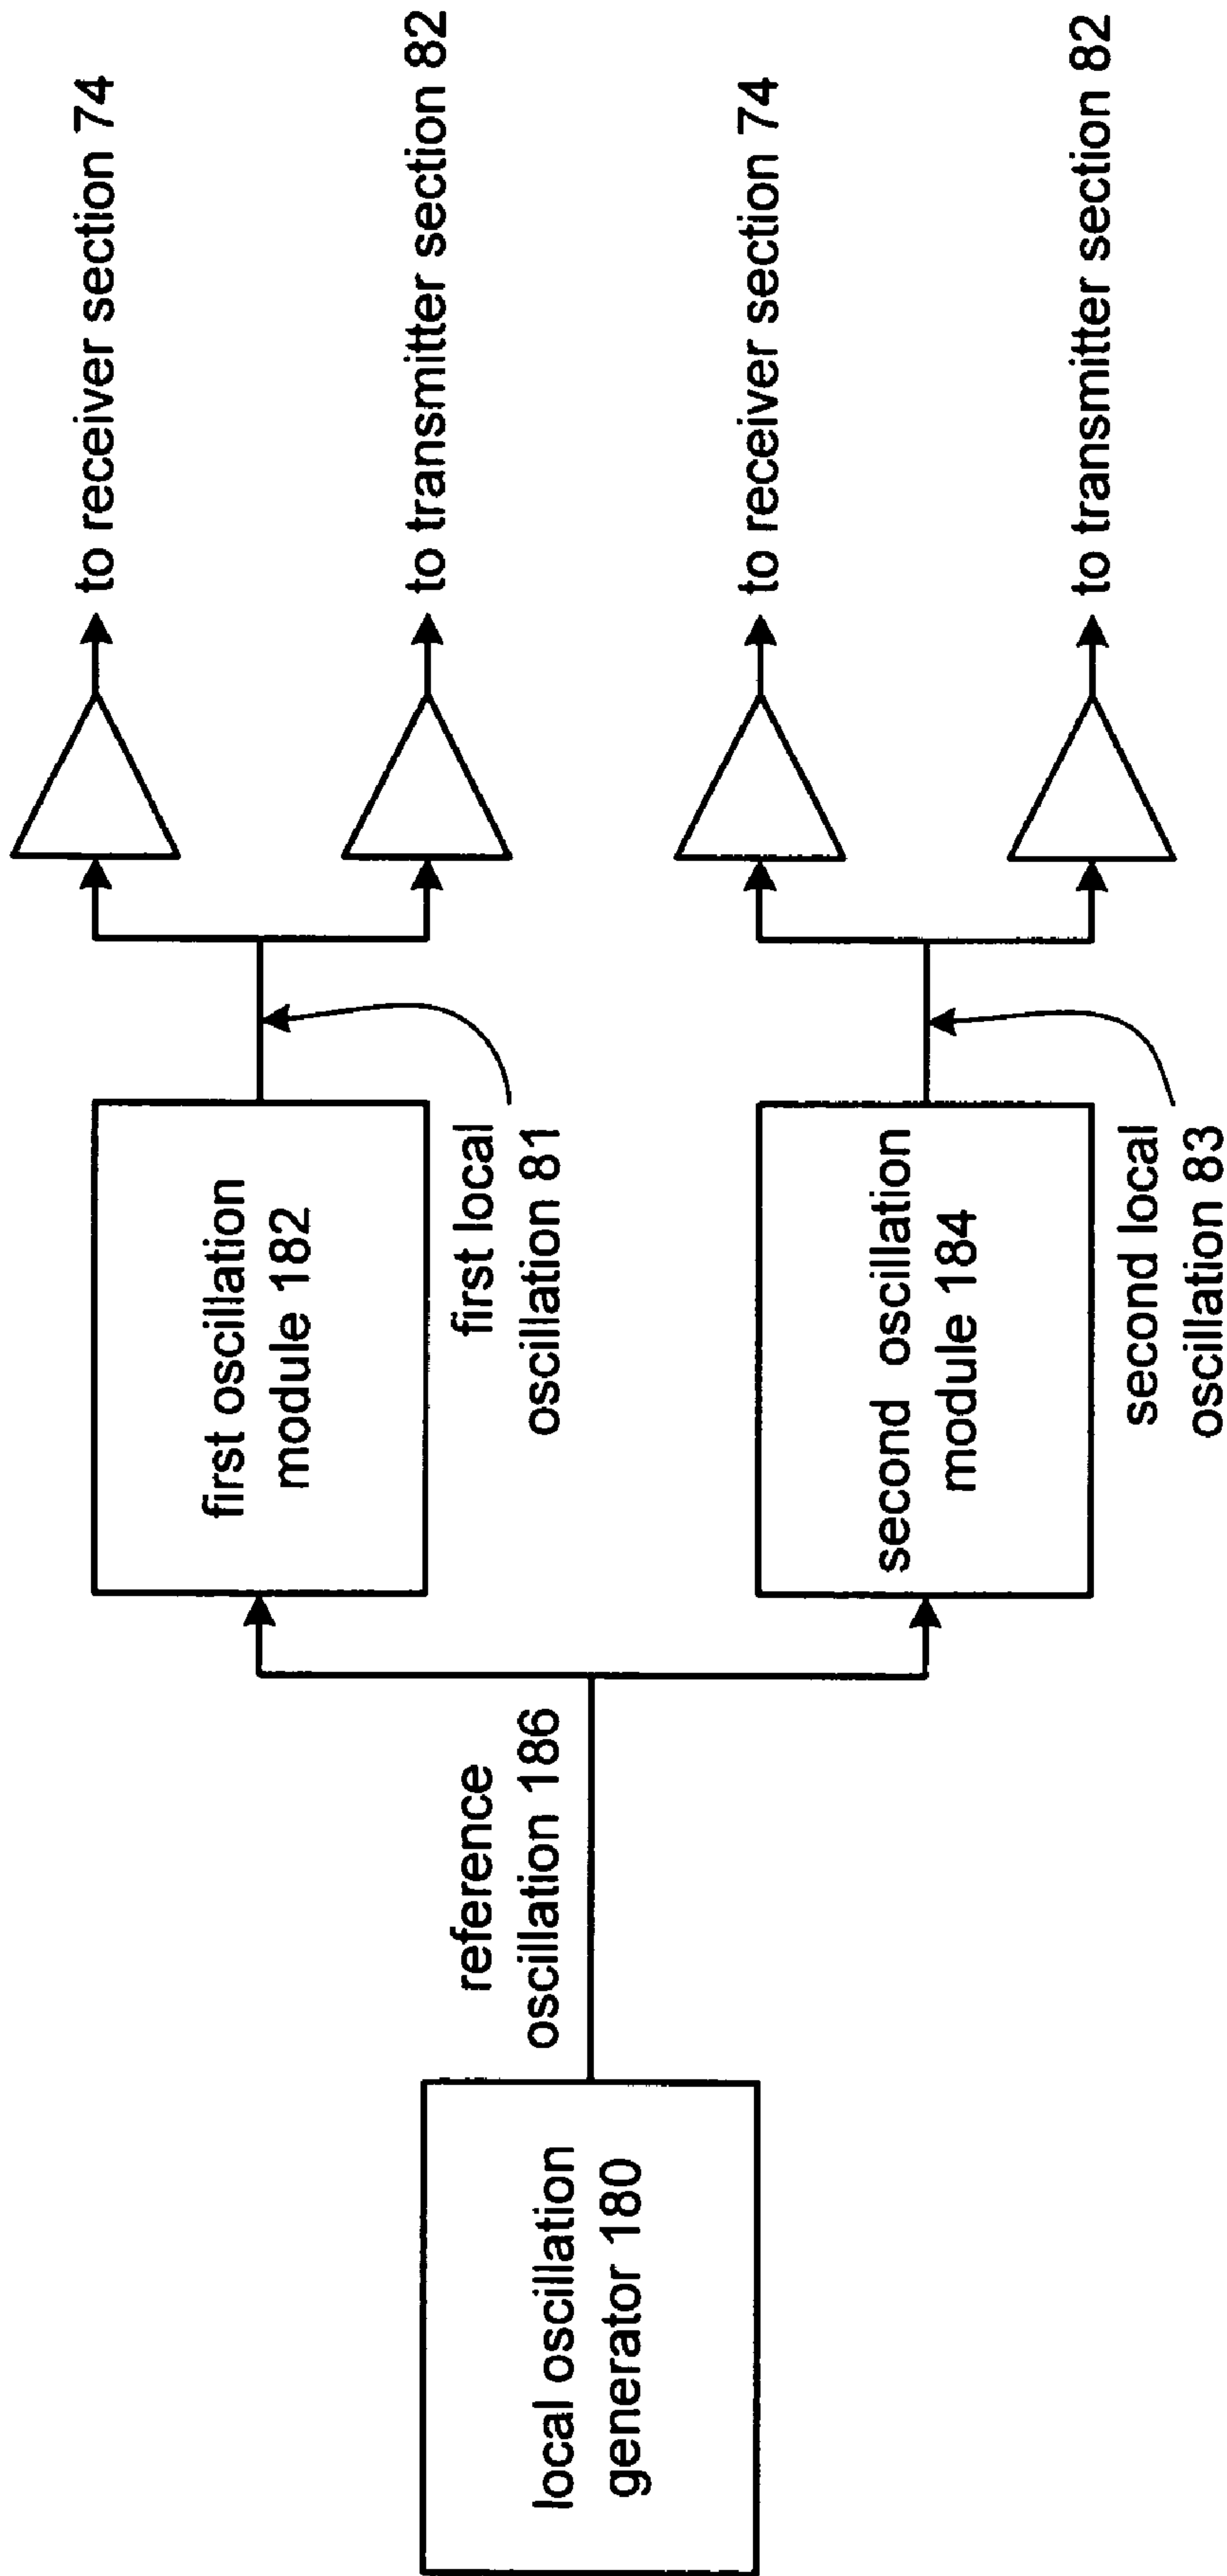 local oscillation
generator 180
reference
oscillation 186
first oscillation
module 182
first local
oscillation 81
second oscillation
module 184
second local
oscillation 83
to receiver section 74
to transmitter section 82
to receiver section 74
to transmitter section 82